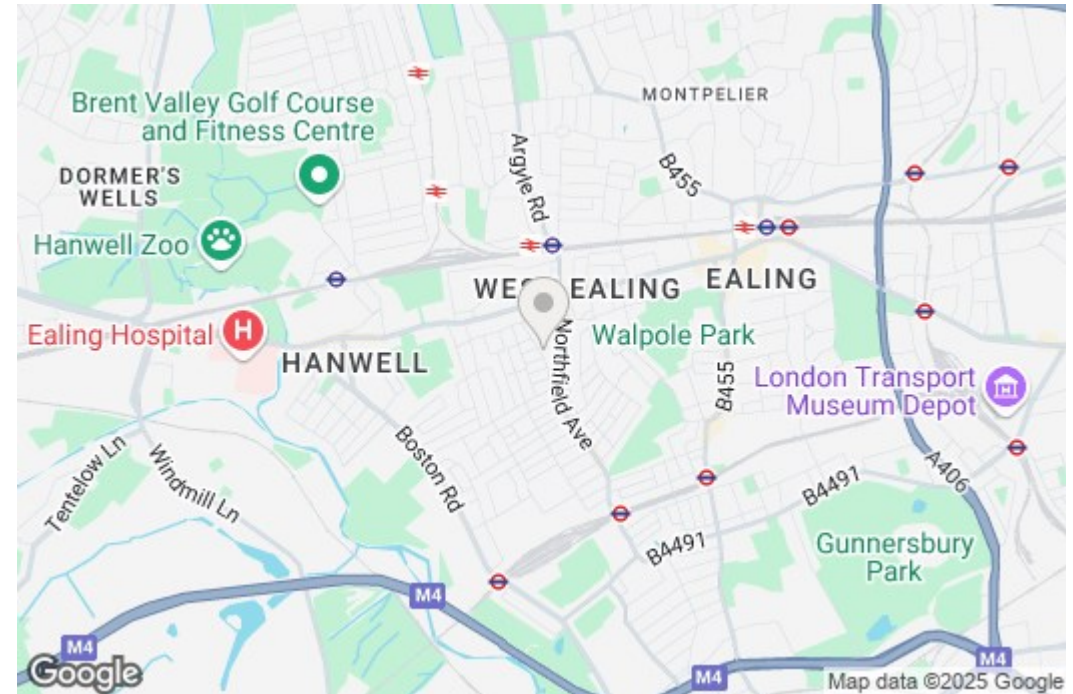 Brent Valley Golf Course
and Fitness Centre
MONTPELIER
Argyle Rd
B455
DORMER'S
WELLS
Hanwell Zoo
WES EALING
EALING
Ealing Hospital
H
HANWELL
Northfield Ave
Walpole Park
B455
London Transport
Museum Depot
Boston Rd
A406
Tentelow Ln
Windmill Ln
B4491
B4491
Gunnersbury
Park
M4
M4
M4
M4
Google
Map data ©2025 Google